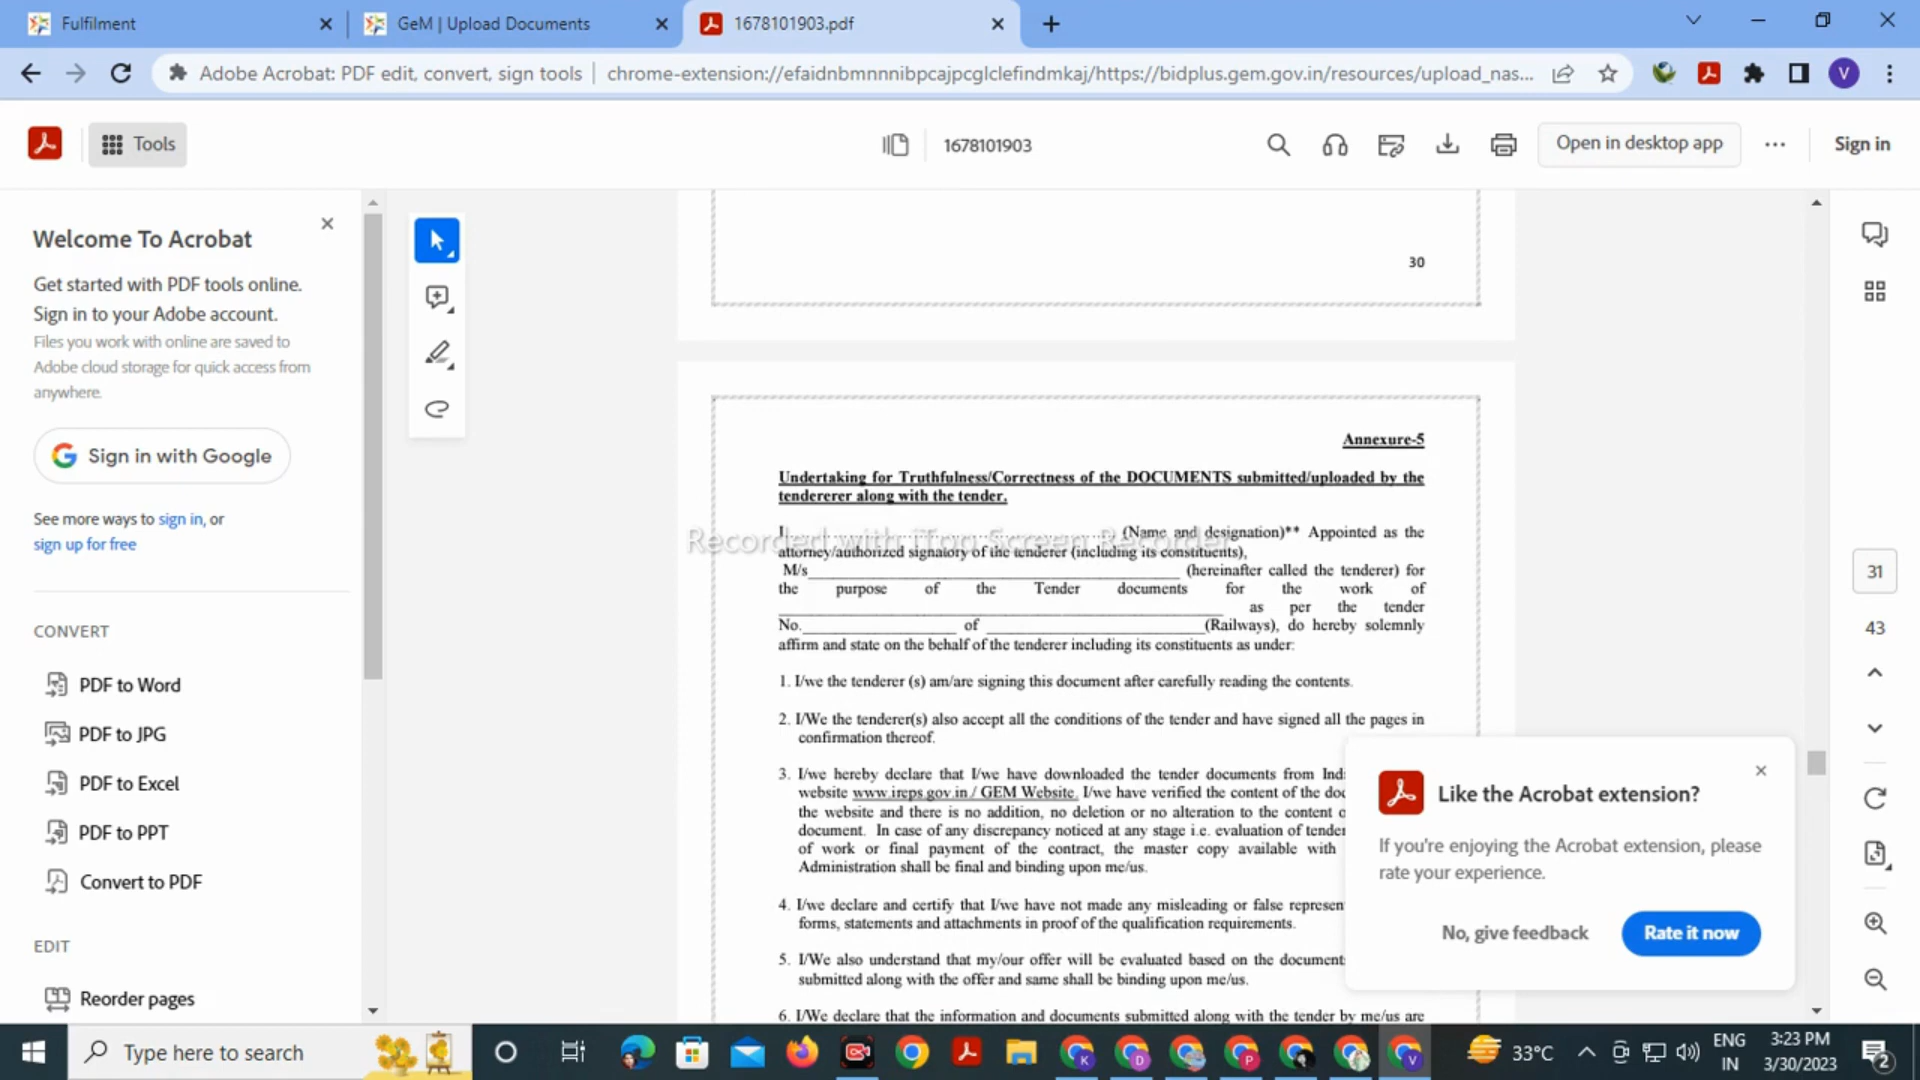 Fulfilment
GeM | Upload Documents
1678101903.pdf
Adobe Acrobat: PDF edit, convert, sign tools
chrome-extension://efaidnbmnnnibpcajpcglclefindmkaj/https://bidplus.gem.gov.in/resources/upload_nas...
V
Tools
1678101903
Open in desktop app
Sign in
Welcome To Acrobat
Get started with PDF tools online.
Sign in to your Adobe account.
Files you work with online are saved to
Adobe cloud storage for quick access from
anywhere.
Sign in with Google
See more ways to sign in, or
sign up for free
CONVERT
PDF to Word
PDF to JPG
PDF to Excel
PDF to PPT
Convert to PDF
EDIT
Reorder pages
30
Annexure-5
Undertaking for Truthfulness/Correctness of the DOCUMENTS submitted/uploaded by the
tendererer along with the tender.
I (Name and designation)** Appointed as the
Recorded with iTop Screen Recorder
attorney/authorized signatory of the tenderer (including its constituents),
M/s__________ (hereinafter called the tenderer) for
the purpose of the Tender documents for the work of
__________ as per the tender
No.__________ of __________(Railways), do hereby solemnly
affirm and state on the behalf of the tenderer including its constituents as under:
1. I/we the tenderer (s) am/are signing this document after carefully reading the contents.
2. I/We the tenderer(s) also accept all the conditions of the tender and have signed all the pages in
confirmation thereof.
3. I/we hereby declare that I/we have downloaded the tender documents from Ind
website www.ireps.gov.in / GEM Website. I/we have verified the content of the doc
the website and there is no addition, no deletion or no alteration to the content o
document. In case of any discrepancy noticed at any stage i.e. evaluation of tender
of work or final payment of the contract, the master copy available with
Administration shall be final and binding upon me/us.
4. I/we declare and certify that I/we have not made any misleading or false represen
forms, statements and attachments in proof of the qualification requirements.
5. I/We also understand that my/our offer will be evaluated based on the document
submitted along with the offer and same shall be binding upon me/us.
6. I/We declare that the information and documents submitted along with the tender by me/us are
31
43
Like the Acrobat extension?
If you're enjoying the Acrobat extension, please
rate your experience.
No, give feedback
Rate it now
Type here to search
K
D
P
V
33°C
ENG
IN
3:23 PM
3/30/2023
2